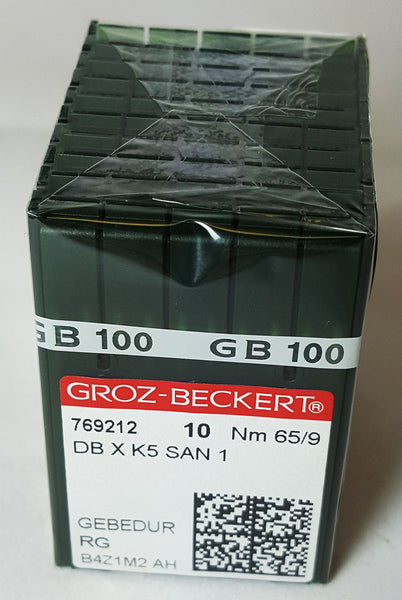 GB 100 GB 100
GROZ-BECKERT®
769212 10 Nm 65/9
DB X K5 SAN 1
GEBEDUR
RG
B4Z1M2 AH